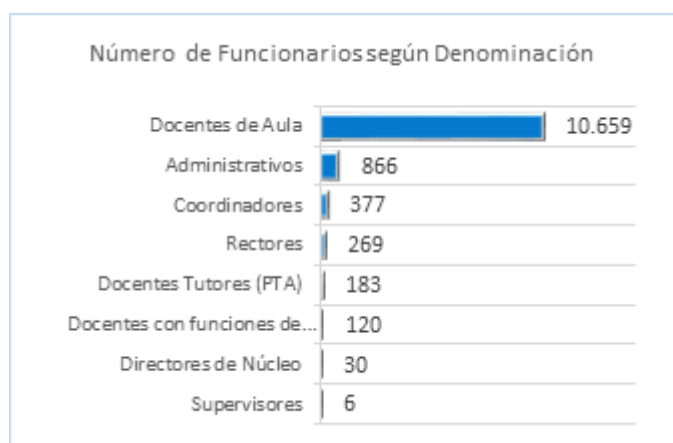 Número de Funcionarios según Denominación
Docentes de Aula 10.659
Administrativos 866
Coordinadores 377
Rectores 269
Docentes Tutores (PTA) 183
Docentes con funciones de... 120
Directores de Núcleo 30
Supervisores 6